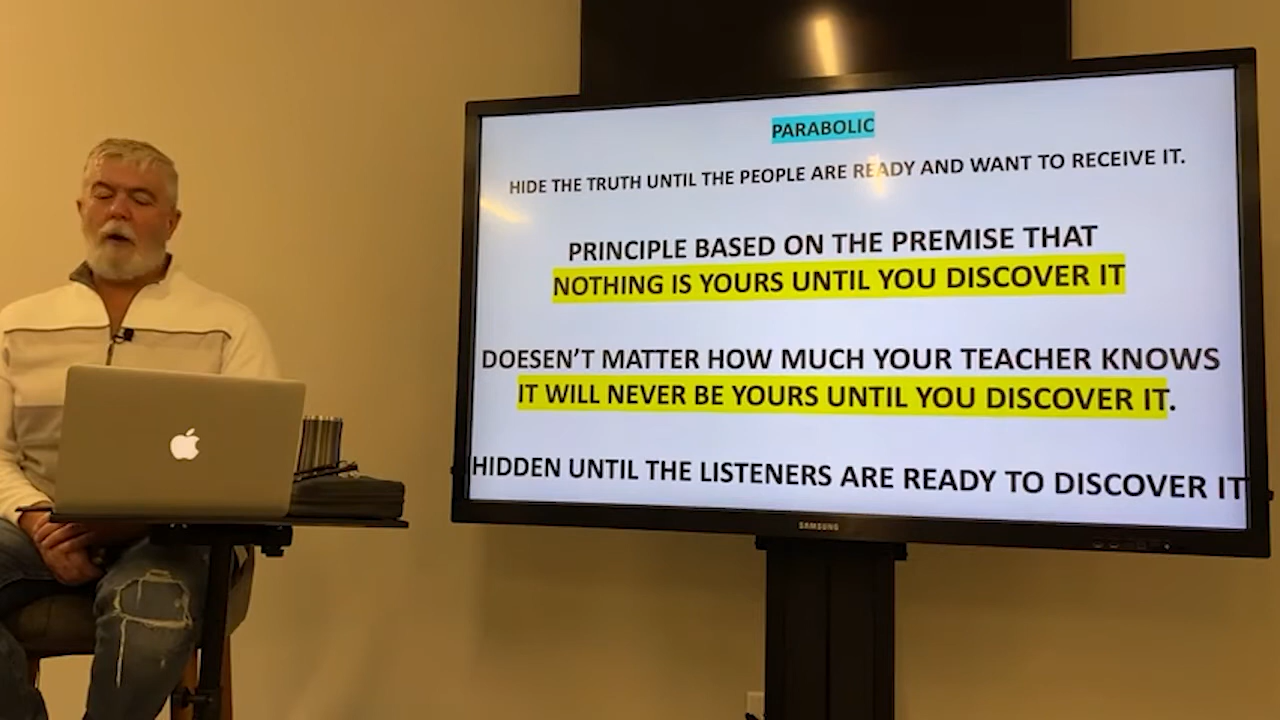 PARABOLIC
HIDE THE TRUTH UNTIL THE PEOPLE ARE READY AND WANT TO RECEIVE IT.
PRINCIPLE BASED ON THE PREMISE THAT
NOTHING IS YOURS UNTIL YOU DISCOVER IT
DOESEN’T MATTER HOW MUCH YOUR TEACHER KNOWS
IT WILL NEVER BE YOURS UNTIL YOU DISCOVER IT.
HIDDEN UNTIL THE LISTENERS ARE READY TO DISCOVER IT
SAMSUNG